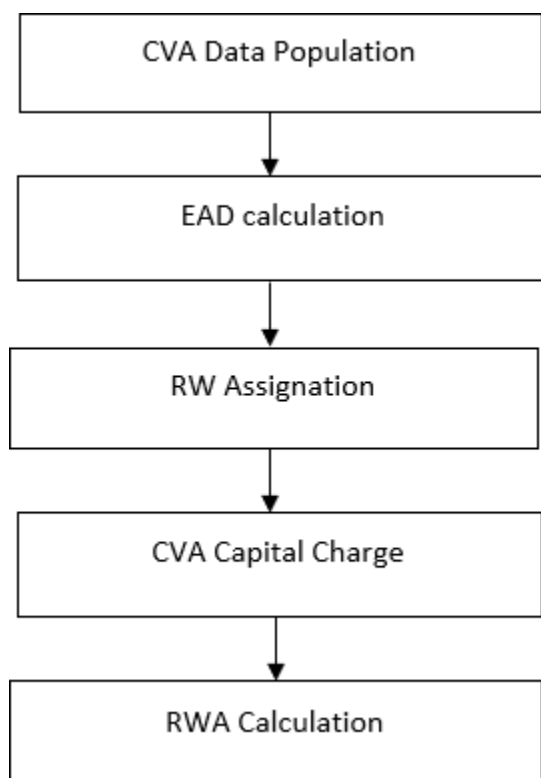 CVA Data Population
EAD calculation
RW Assignation
CVA Capital Charge
RWA Calculation